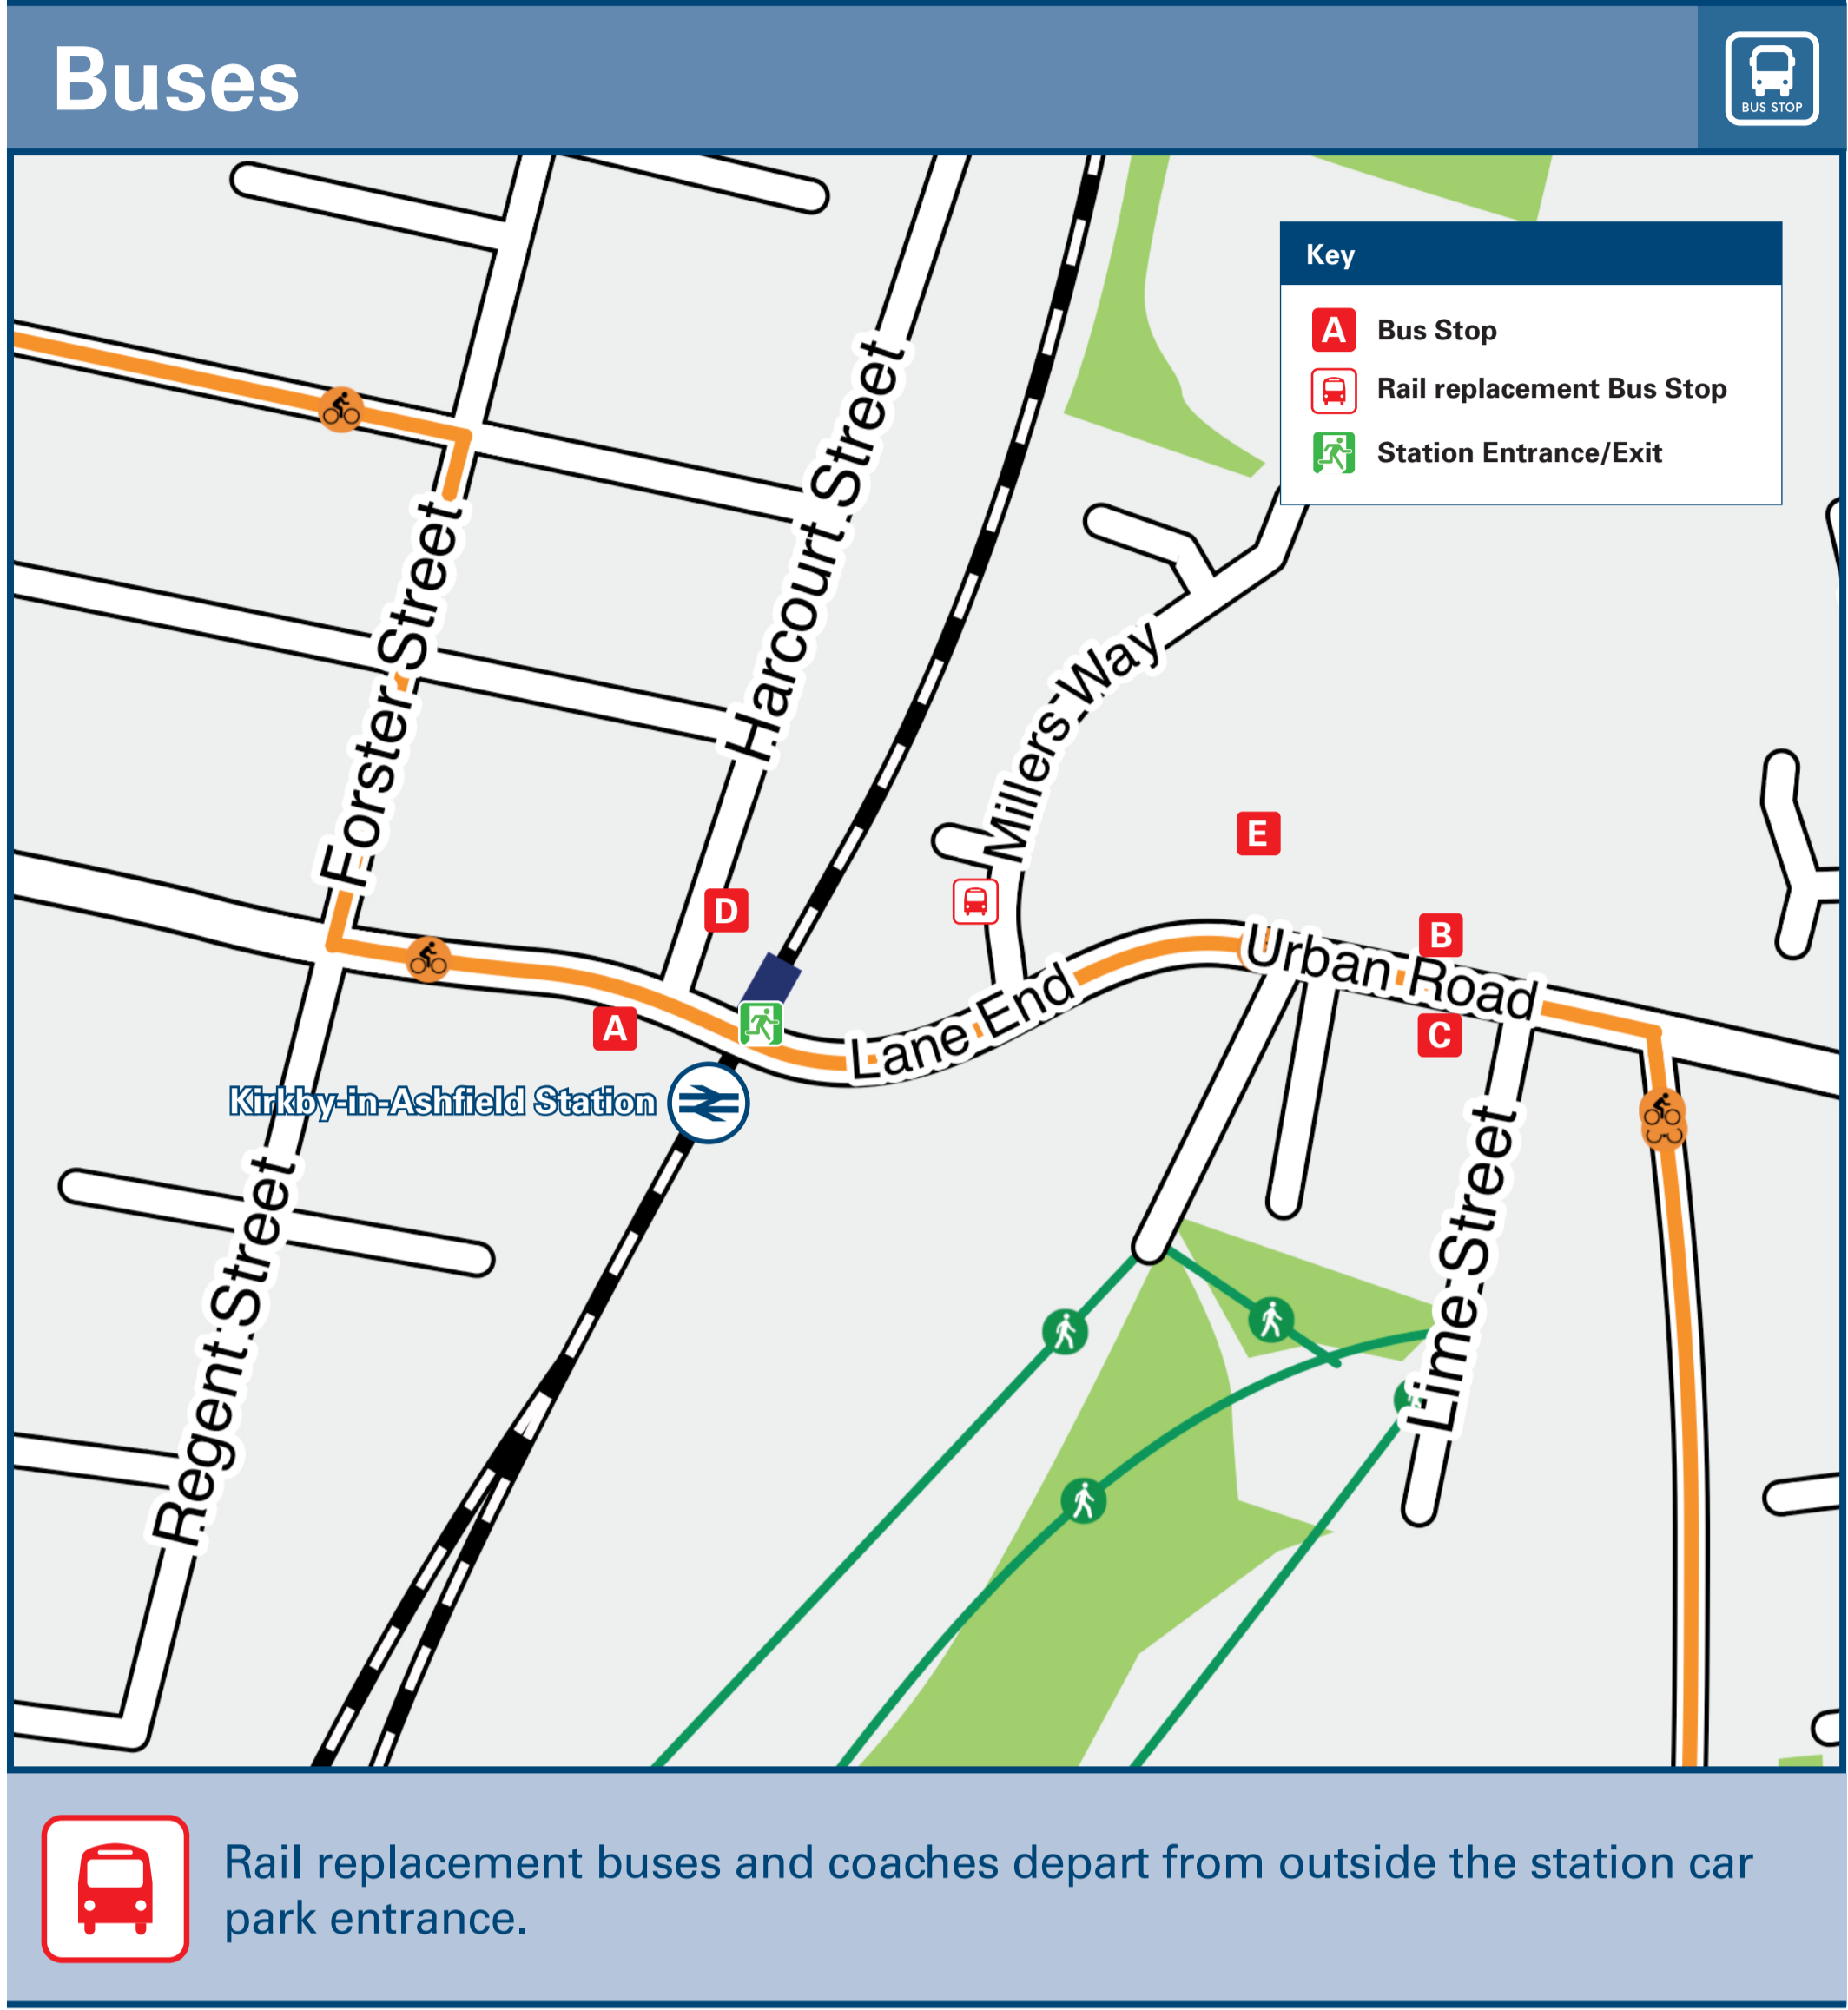 Buses
BUS STOP
Key
A Bus Stop
Rail replacement Bus Stop
Station Entrance/Exit
Harcourt Street
Forster Street
Millers Way
E
D
B
Urban Road
Lane End
A
C
Kirkby-in-Ashfield Station
Lime Street
Regent Street
Rail replacement buses and coaches depart from outside the station car
park entrance.